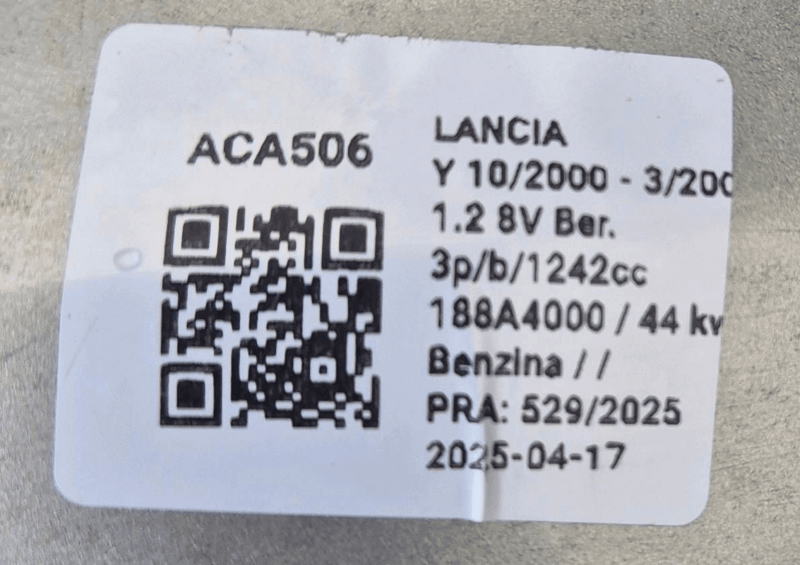 ACA506
LANCIA
Y 10/2000 - 3/200
1.2 8V Ber.
3p/b/1242cc
188A4000 / 44 kv
Benzina / /
PRA: 529/2025
2025-04-17